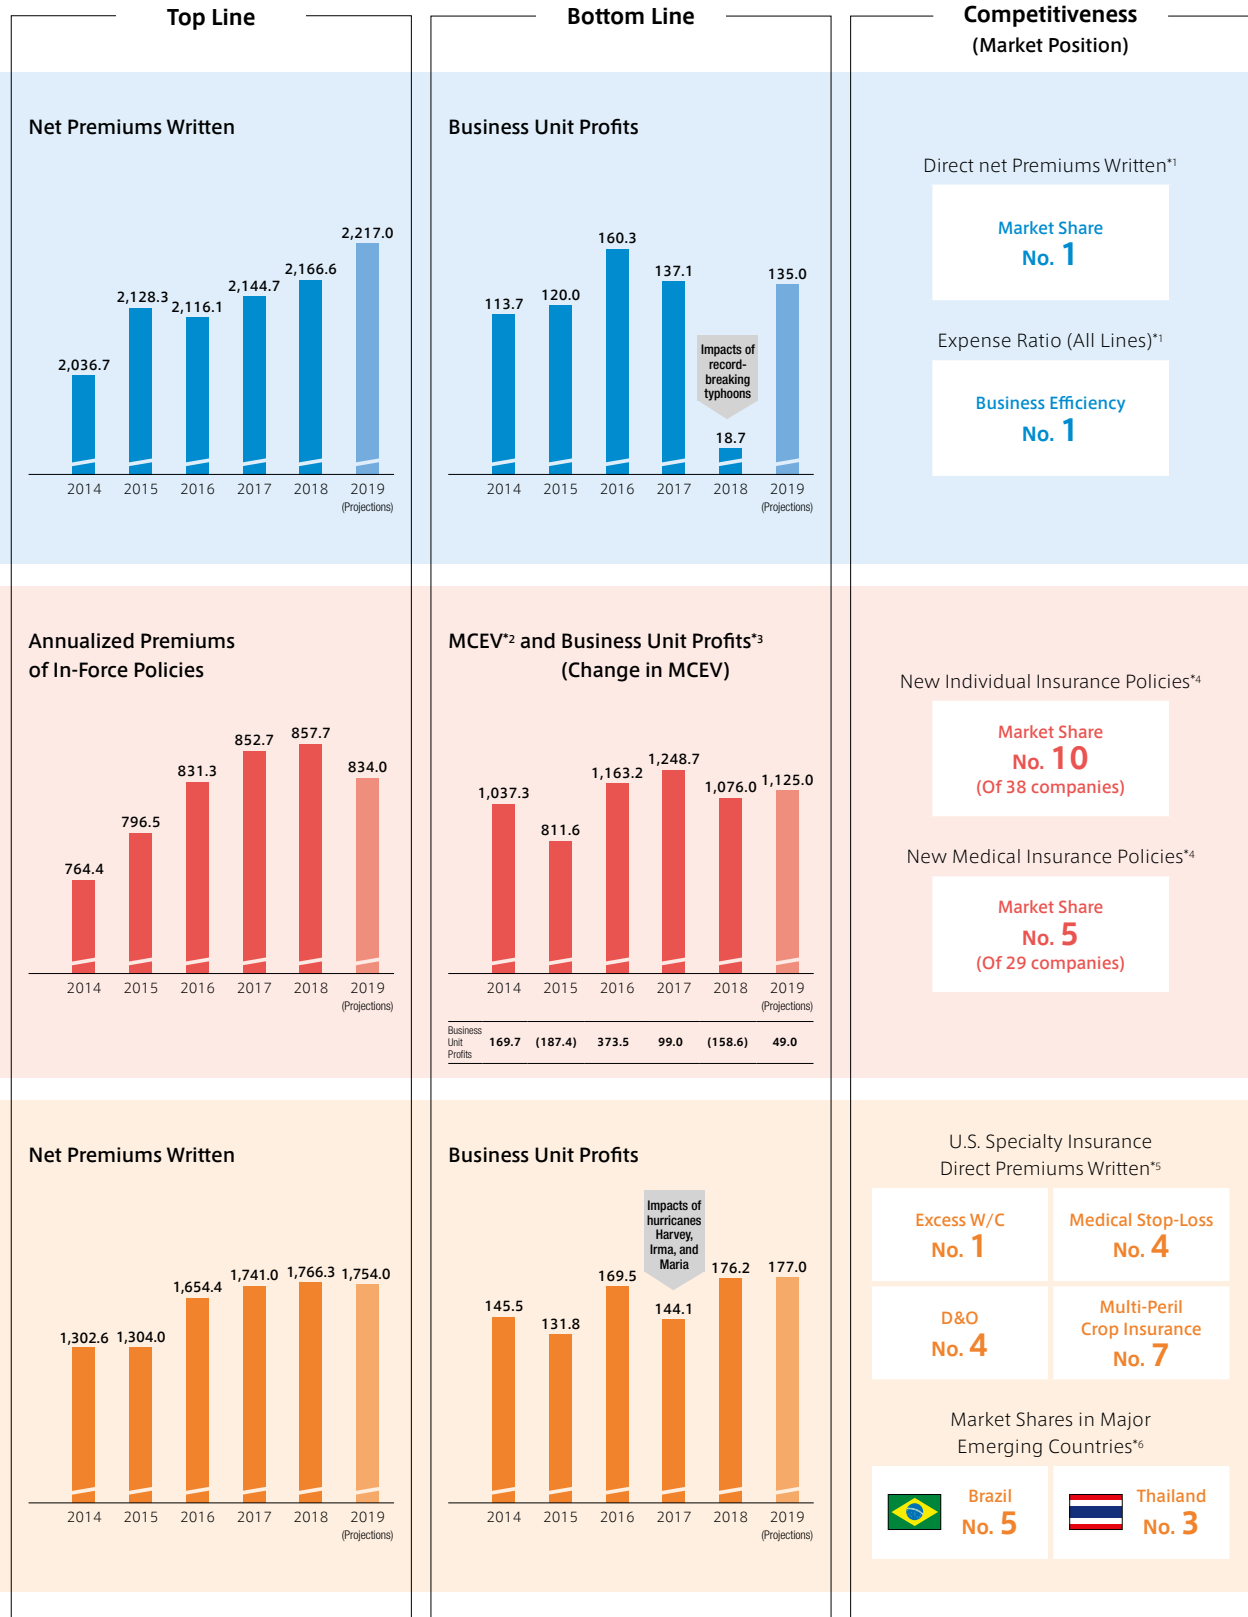 Top Line
Bottom Line
Competitiveness
(Market Position)
Net Premiums Written
2,036.7
2,128.3
2,116.1
2,144.7
2,166.6
2,217.0
2014
2015
2016
2017
2018
2019
(Projections)
Business Unit Profits
113.7
120.0
160.3
137.1
Impacts of
record-
breaking
typhoons
18.7
135.0
2014
2015
2016
2017
2018
2019
(Projections)
Direct net Premiums Written*1
Market Share
No. 1
Expense Ratio (All Lines)*1
Business Efficiency
No. 1
Annualized Premiums
of In-Force Policies
764.4
796.5
831.3
852.7
857.7
834.0
2014
2015
2016
2017
2018
2019
(Projections)
MCEV*2 and Business Unit Profits*3
(Change in MCEV)
1,037.3
811.6
1,163.2
1,248.7
1,076.0
1,125.0
2014
2015
2016
2017
2018
2019
(Projections)
Business
Unit
Profits
169.7 (187.4) 373.5 99.0 (158.6) 49.0
New Individual Insurance Policies*4
Market Share
No. 10
(Of 38 companies)
New Medical Insurance Policies*4
Market Share
No. 5
(Of 29 companies)
Net Premiums Written
1,302.6
1,304.0
1,654.4
1,741.0
1,766.3
1,754.0
2014
2015
2016
2017
2018
2019
(Projections)
Business Unit Profits
145.5
131.8
169.5
Impacts of
hurricanes
Harvey,
Irma, and
Maria
144.1
176.2
177.0
2014
2015
2016
2017
2018
2019
(Projections)
U.S. Specialty Insurance
Direct Premiums Written*5
Excess W/C
No. 1
Medical Stop-Loss
No. 4
D&O
No. 4
Multi-Peril
Crop Insurance
No. 7
Market Shares in Major
Emerging Countries*6
Brazil
No. 5
Thailand
No. 3